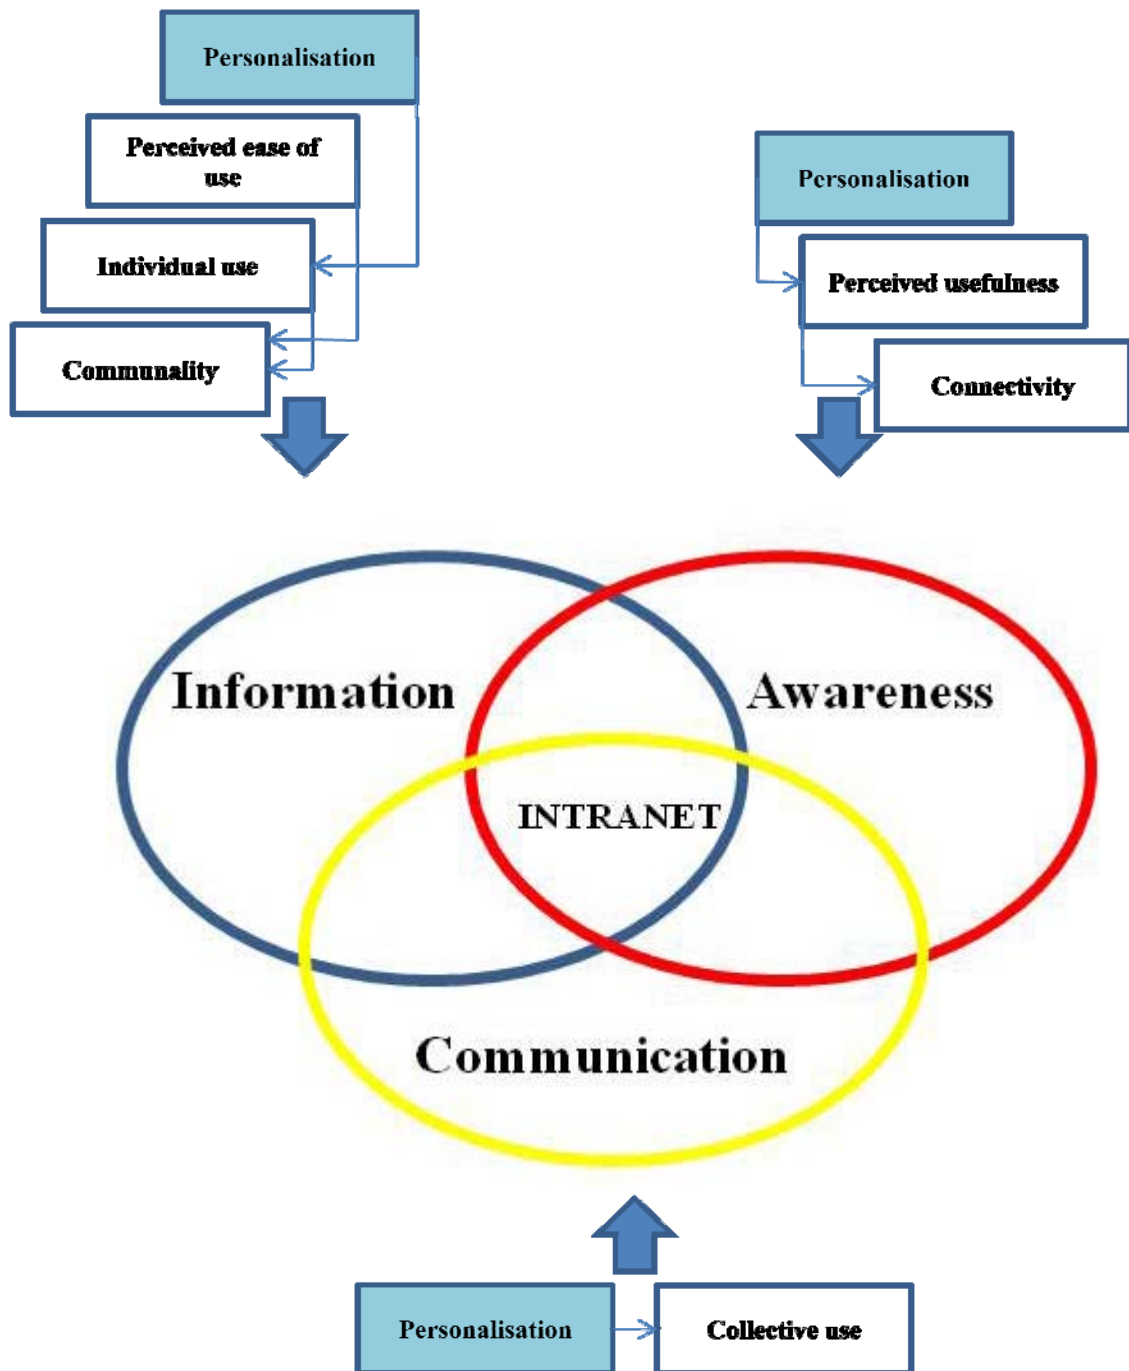 Personalisation
Perceived ease of
use
Individual use
Communality
Personalisation
Perceived usefulness
Connectivity
Information
Awareness
INTRANET
Communication
Personalisation
Collective use